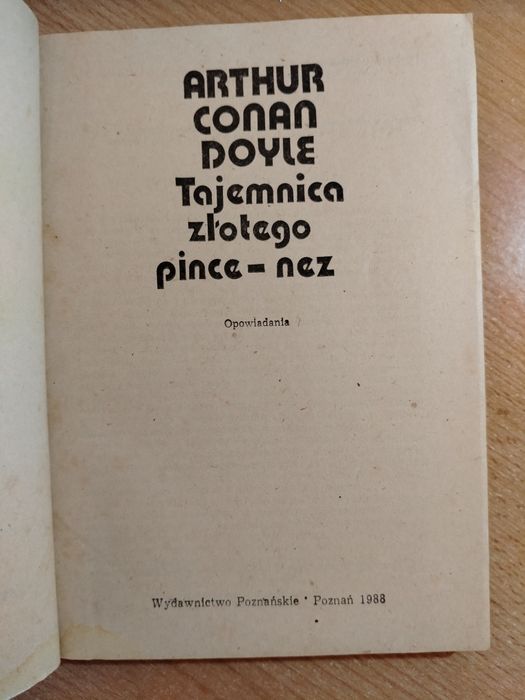 ARTHUR
CONAN
DOYLE
Tajemnica
złotego
pince-nez
Opowiadania
Wydawnictwo Poznańskie • Poznań 1988